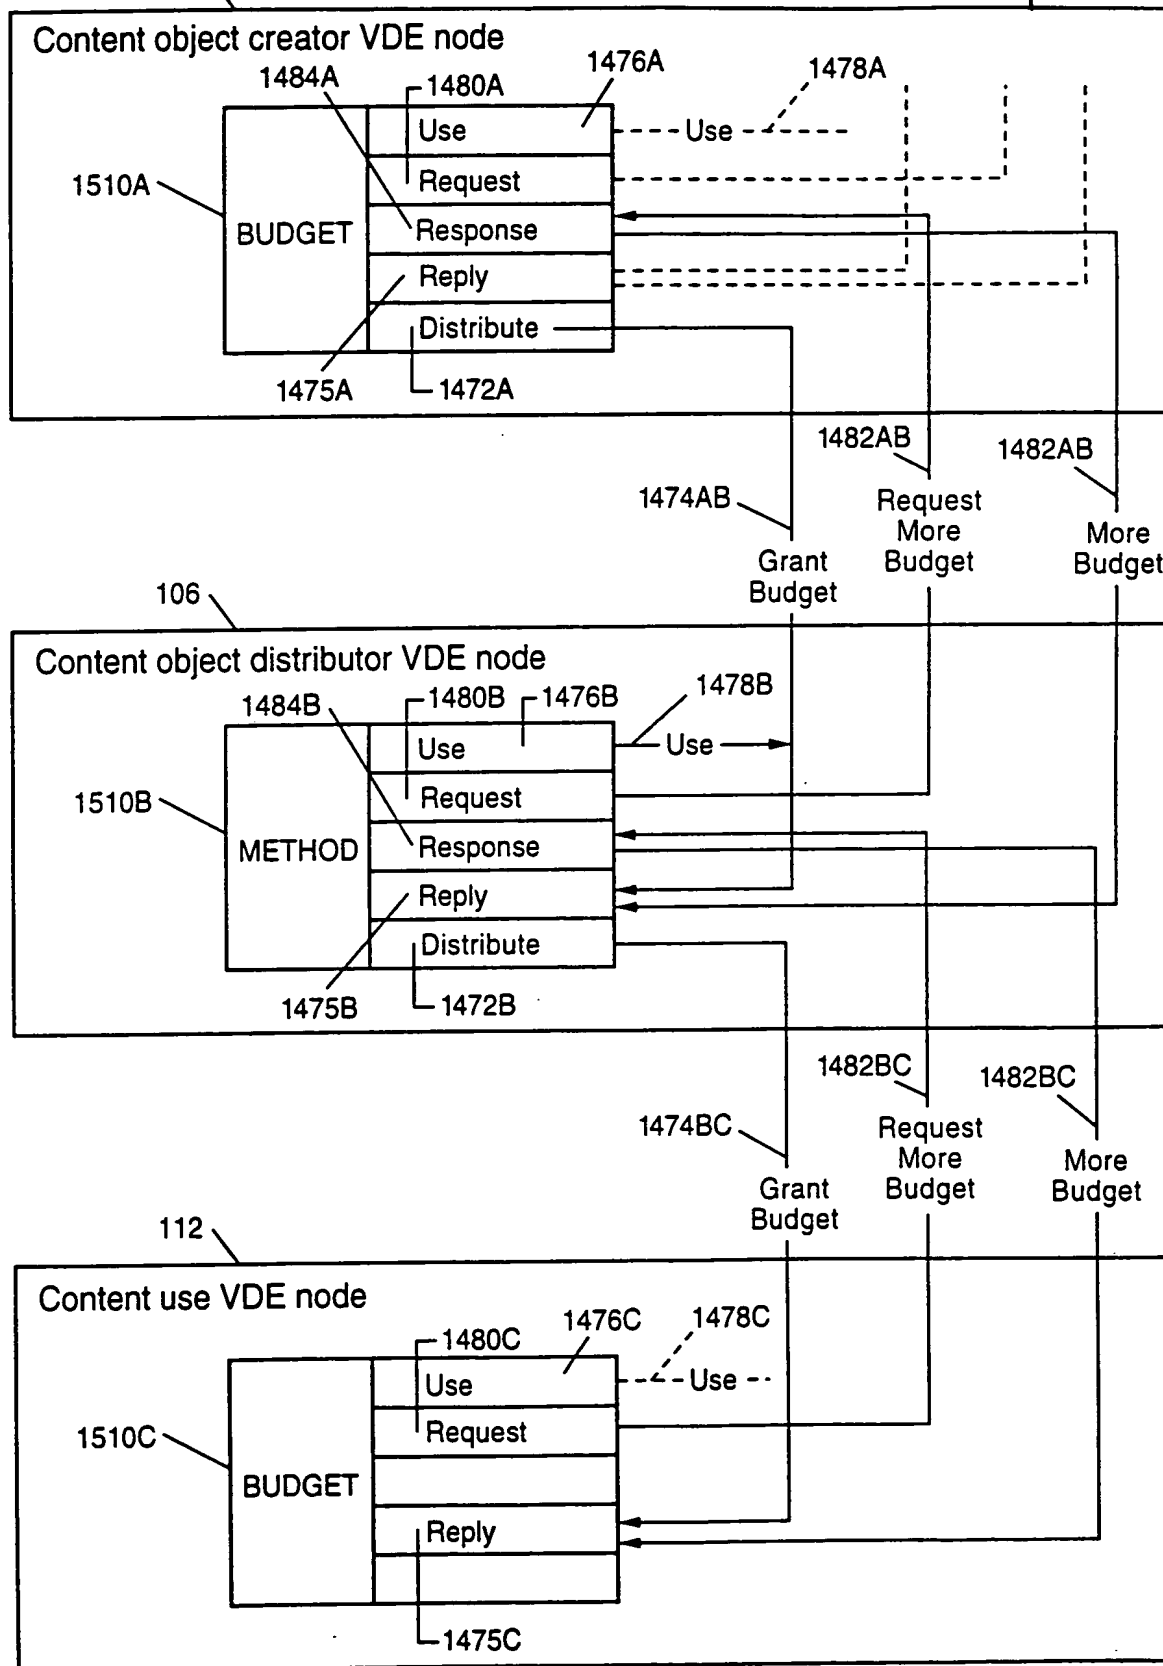 Content object creator VDE node
1484A
1480A
1476A
1478A
Use
Use
1510A
Request
BUDGET
Response
Reply
Distribute
1475A
1472A
1482AB
1482AB
1474AB
Request
More
Budget
More
Budget
Grant
Budget
106
Content object distributor VDE node
1484B
1480B
1476B
1478B
Use
Use
1510B
Request
METHOD
Response
Reply
Distribute
1475B
1472B
1482BC
1482BC
1474BC
Request
More
Budget
More
Budget
Grant
Budget
112
Content use VDE node
1480C
1476C
1478C
Use
Use
1510C
Request
BUDGET
Reply
1475C